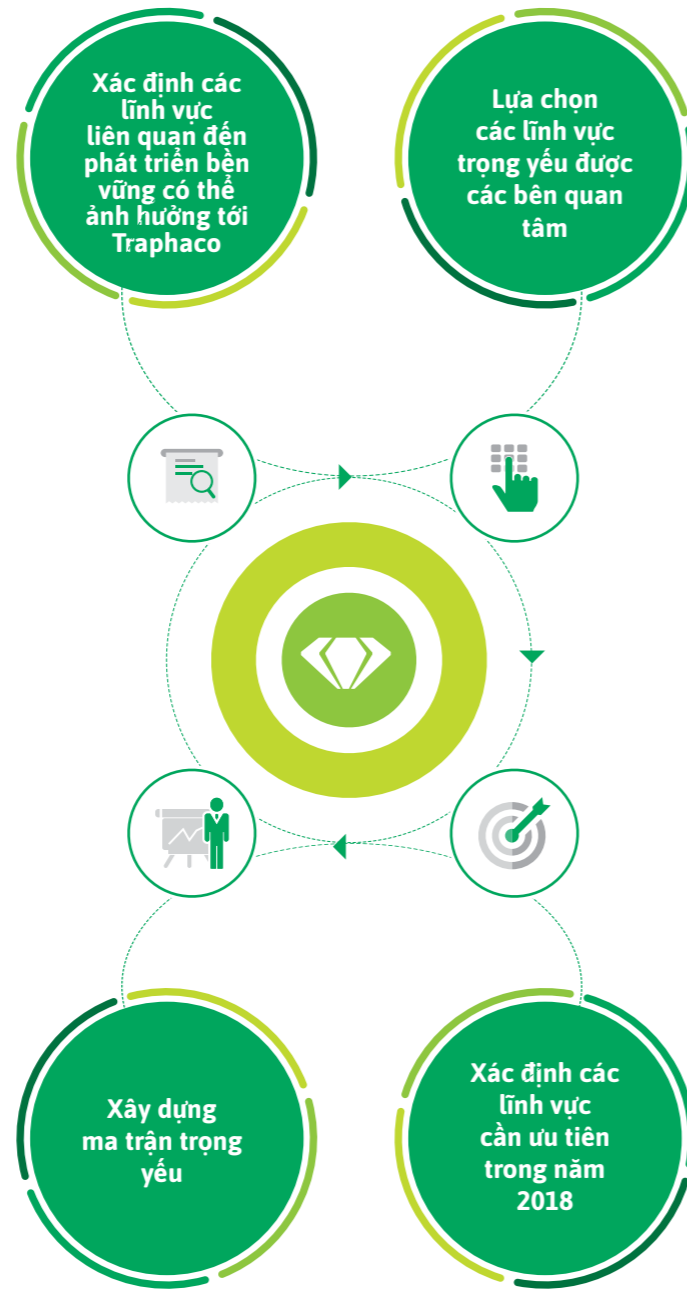 Xác định các
lĩnh vực
liên quan đến
phát triển bền
vững có thể
ảnh hưởng tới
Traphaco
Lựa chọn
các lĩnh vực
trọng yếu được
các bên quan
tâm
Xây dựng
ma trận trọng
yếu
Xác định các
lĩnh vực
cần ưu tiên
trong năm
2018